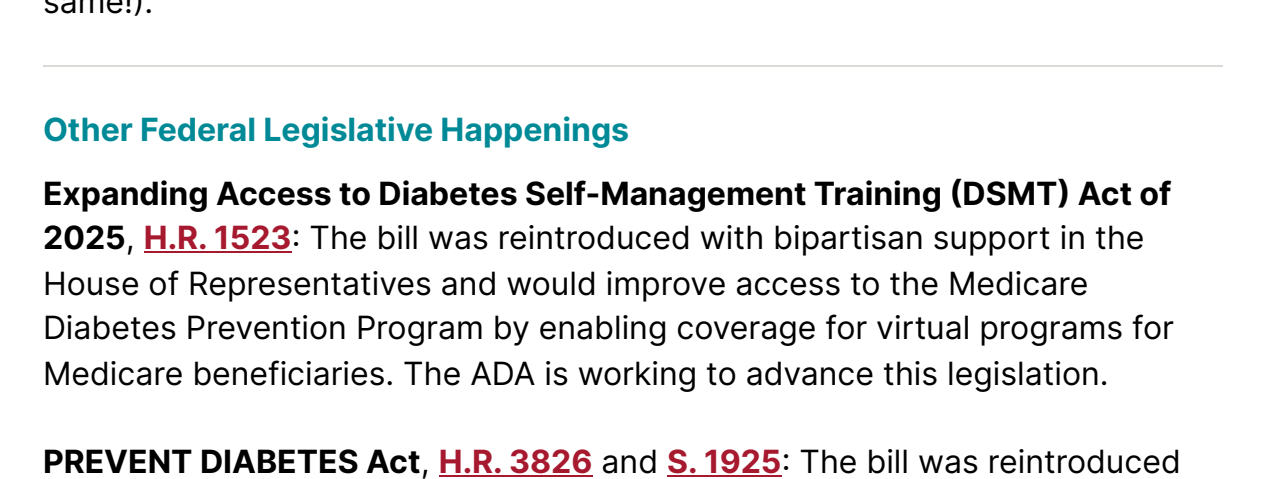 same!).
Other Federal Legislative Happenings
Expanding Access to Diabetes Self-Management Training (DSMT) Act of
2025, H.R. 1523: The bill was reintroduced with bipartisan support in the
House of Representatives and would improve access to the Medicare
Diabetes Prevention Program by enabling coverage for virtual programs for
Medicare beneficiaries. The ADA is working to advance this legislation.
PREVENT DIABETES Act, H.R. 3826 and S. 1925: The bill was reintroduced